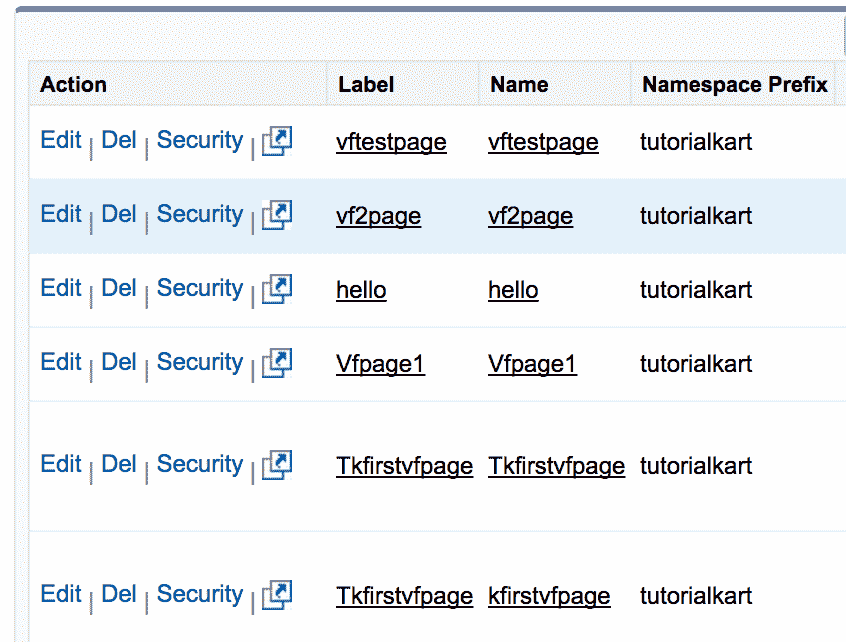 Action Label Name Namespace Prefix
Edit | Del | Security | vftestpage vftestpage tutorialkart
Edit | Del | Security | vf2page vf2page tutorialkart
Edit | Del | Security | hello hello tutorialkart
Edit | Del | Security | Vfpage1 Vfpage1 tutorialkart
Edit | Del | Security | Tkfirstvfpage Tkfirstvfpage tutorialkart
Edit | Del | Security | Tkfirstvfpage kfirstvfpage tutorialkart